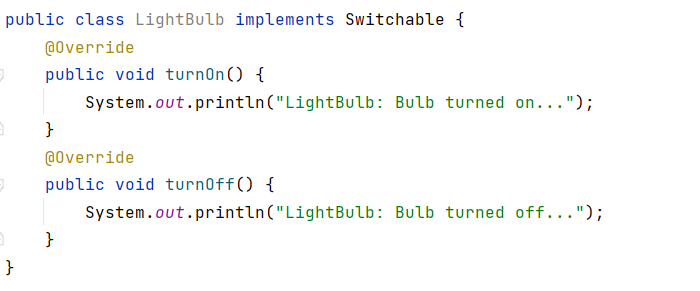 public class LightBulb implements Switchable {
    @Override
    public void turnOn() {
        System.out.println("LightBulb: Bulb turned on...");
    }
    @Override
    public void turnOff() {
        System.out.println("LightBulb: Bulb turned off...");
    }
}